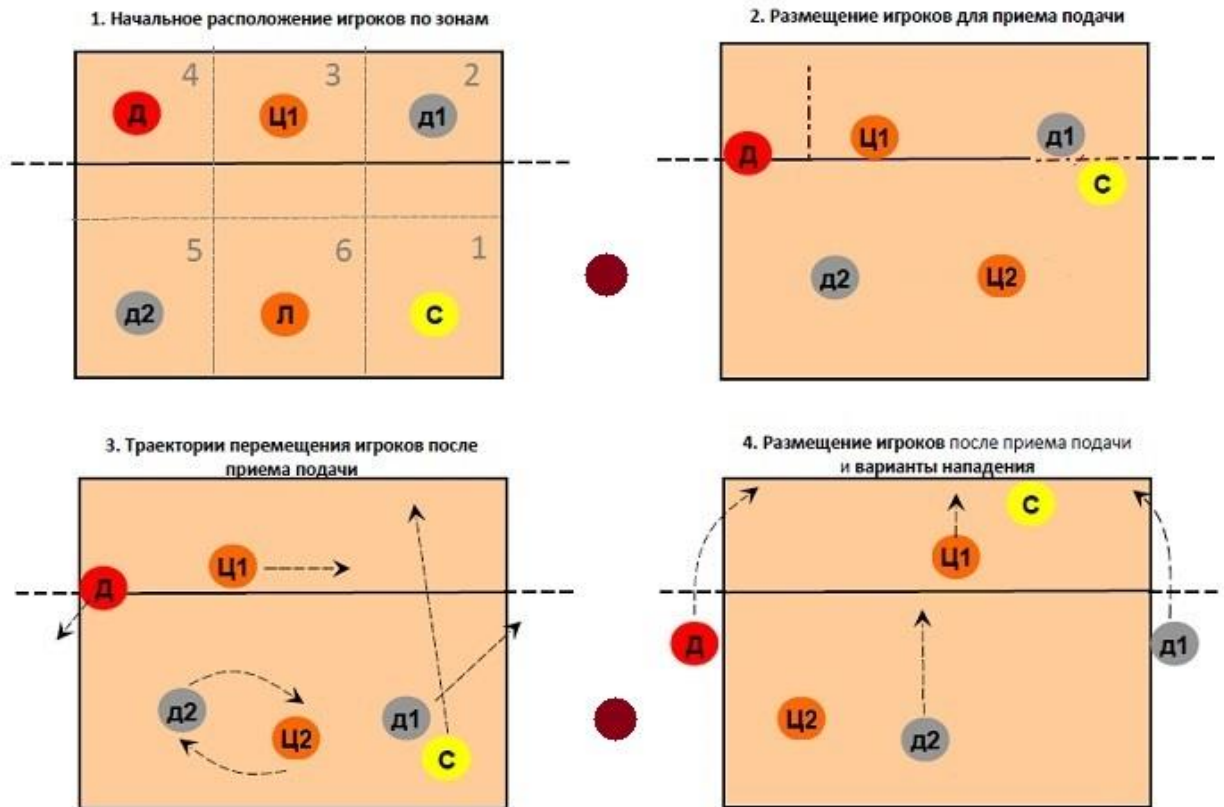 1. Начальное расположение игроков по зонам
4 3 2
Д Ц1 д1
5 6 1
д2 Л С
2. Размещение игроков для приема подачи
Д Ц1 д1
С
д2 Ц2
3. Траектории перемещения игроков после
приема подачи
Ц1
Д
д2 Ц2 д1
С
4. Размещение игроков после приема подачи
и варианты нападения
С
Ц1
Д д1
Ц2 д2